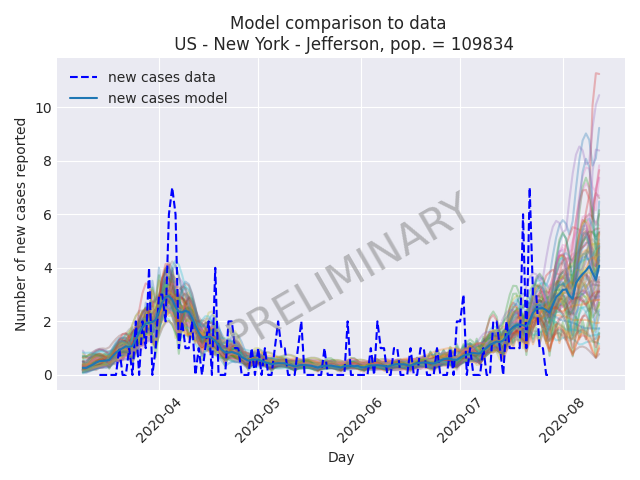 Model comparison to data
US - New York - Jefferson, pop. = 109834
new cases data
new cases model
Number of new cases reported
10
8
6
4
2
0
PRELIMINARY
2020-04
2020-05
2020-06
2020-07
2020-08
Day